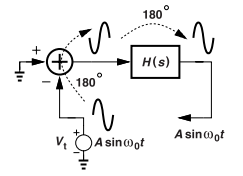 180°
+
H(s)
−
180°
A sin ω₀t
A sin ω₀t
+
Vt
−